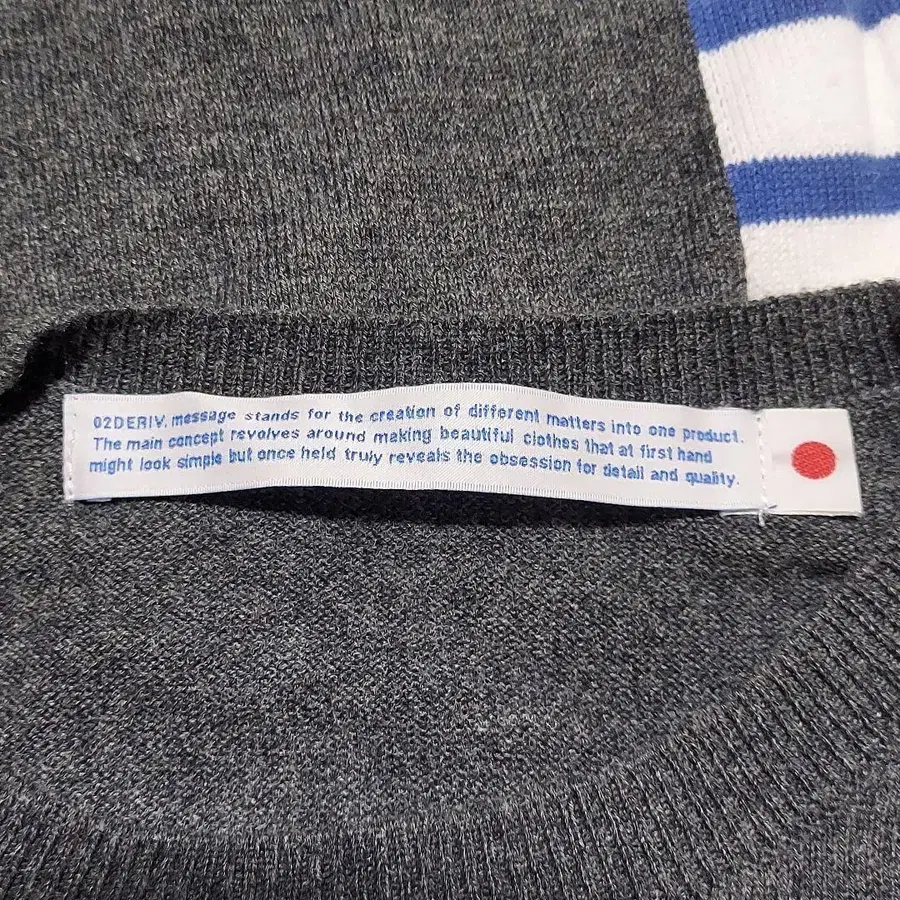 02DERIV. message stands for the creation of different matters into one product.
The main concept revolves around making beautiful clothes that at first hand
might look simple but once held truly reveals the obsession for detail and quality.